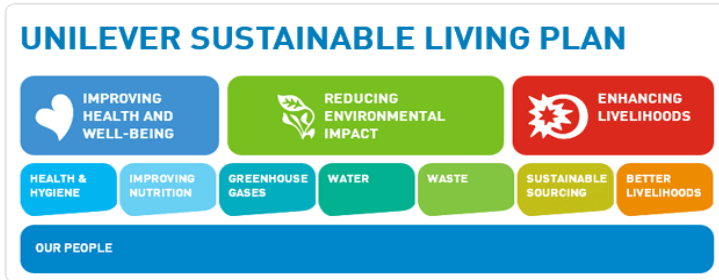 UNILEVER SUSTAINABLE LIVING PLAN
IMPROVING
HEALTH AND
WELL-BEING
REDUCING
ENVIRONMENTAL
IMPACT
ENHANCING
LIVELIHOODS
HEALTH &
HYGIENE
IMPROVING
NUTRITION
GREENHOUSE
GASES
WATER
WASTE
SUSTAINABLE
SOURCING
BETTER
LIVELIHOODS
OUR PEOPLE